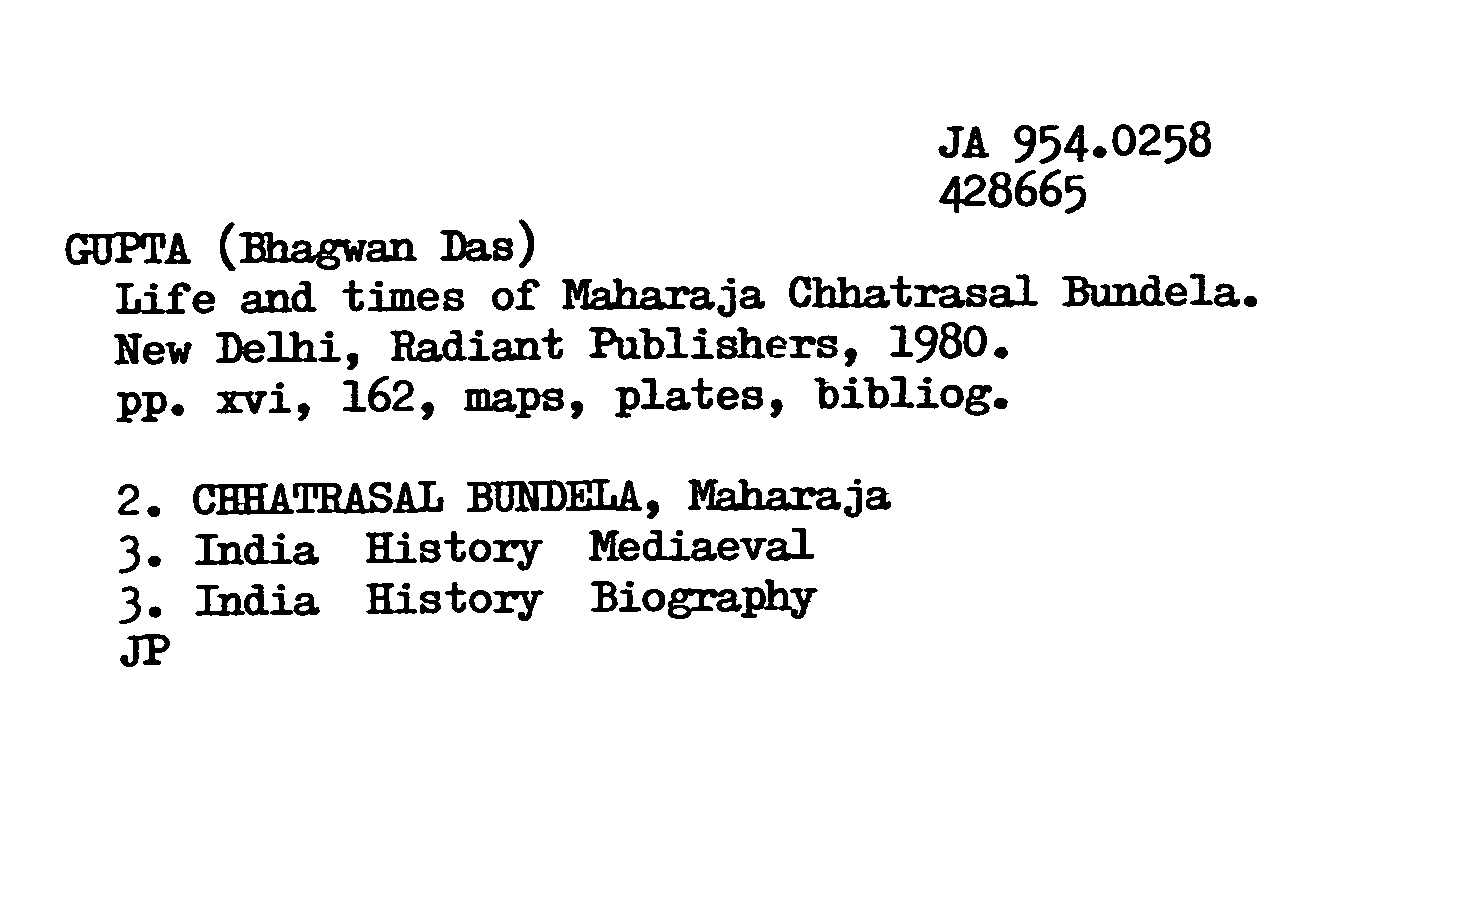 JA 954.0258
428665
GUPTA (Bhagwan Das)
Life and times of Maharaja Chhatrasal Bundela.
New Delhi, Radiant Publishers, 1980.
pp. xvi, 162, maps, plates, bibliog.
2. CHHATRASAL BUNDELA, Maharaja
3. India History Mediaeval
3. India History Biography
JP